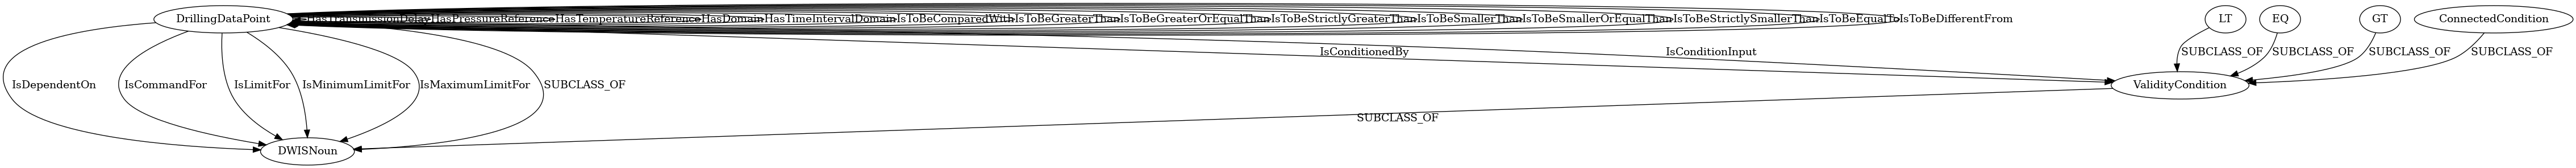 DrillingDataPoint
HasTransmissionDelay
HasPressureReference
HasTemperatureReference
HasDomain
HasTimeIntervalDomain
IsToBeComparedWith
IsToBeGreaterThan
IsToBeGreaterOrEqualThan
IsToBeStrictlyGreaterThan
IsToBeSmallerThan
IsToBeSmallerOrEqualThan
IsToBeStrictlySmallerThan
IsToBeEqualTo
IsToBeDifferentFrom
LT
EQ
GT
ConnectedCondition
IsConditionedBy
IsConditionInput
SUBCLASS_OF
SUBCLASS_OF
SUBCLASS_OF
SUBCLASS_OF
IsDependentOn
IsCommandFor
IsLimitFor
IsMinimumLimitFor
IsMaximumLimitFor
SUBCLASS_OF
ValidityCondition
SUBCLASS_OF
DWISNoun